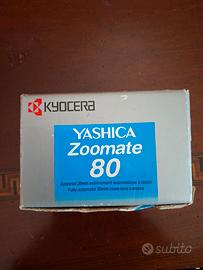 KYOCERA
YASHICA
Zoomate
80
Appareil 35mm entièrement automatique à zoom
Fully automatic 35mm zoom lens camera
subito